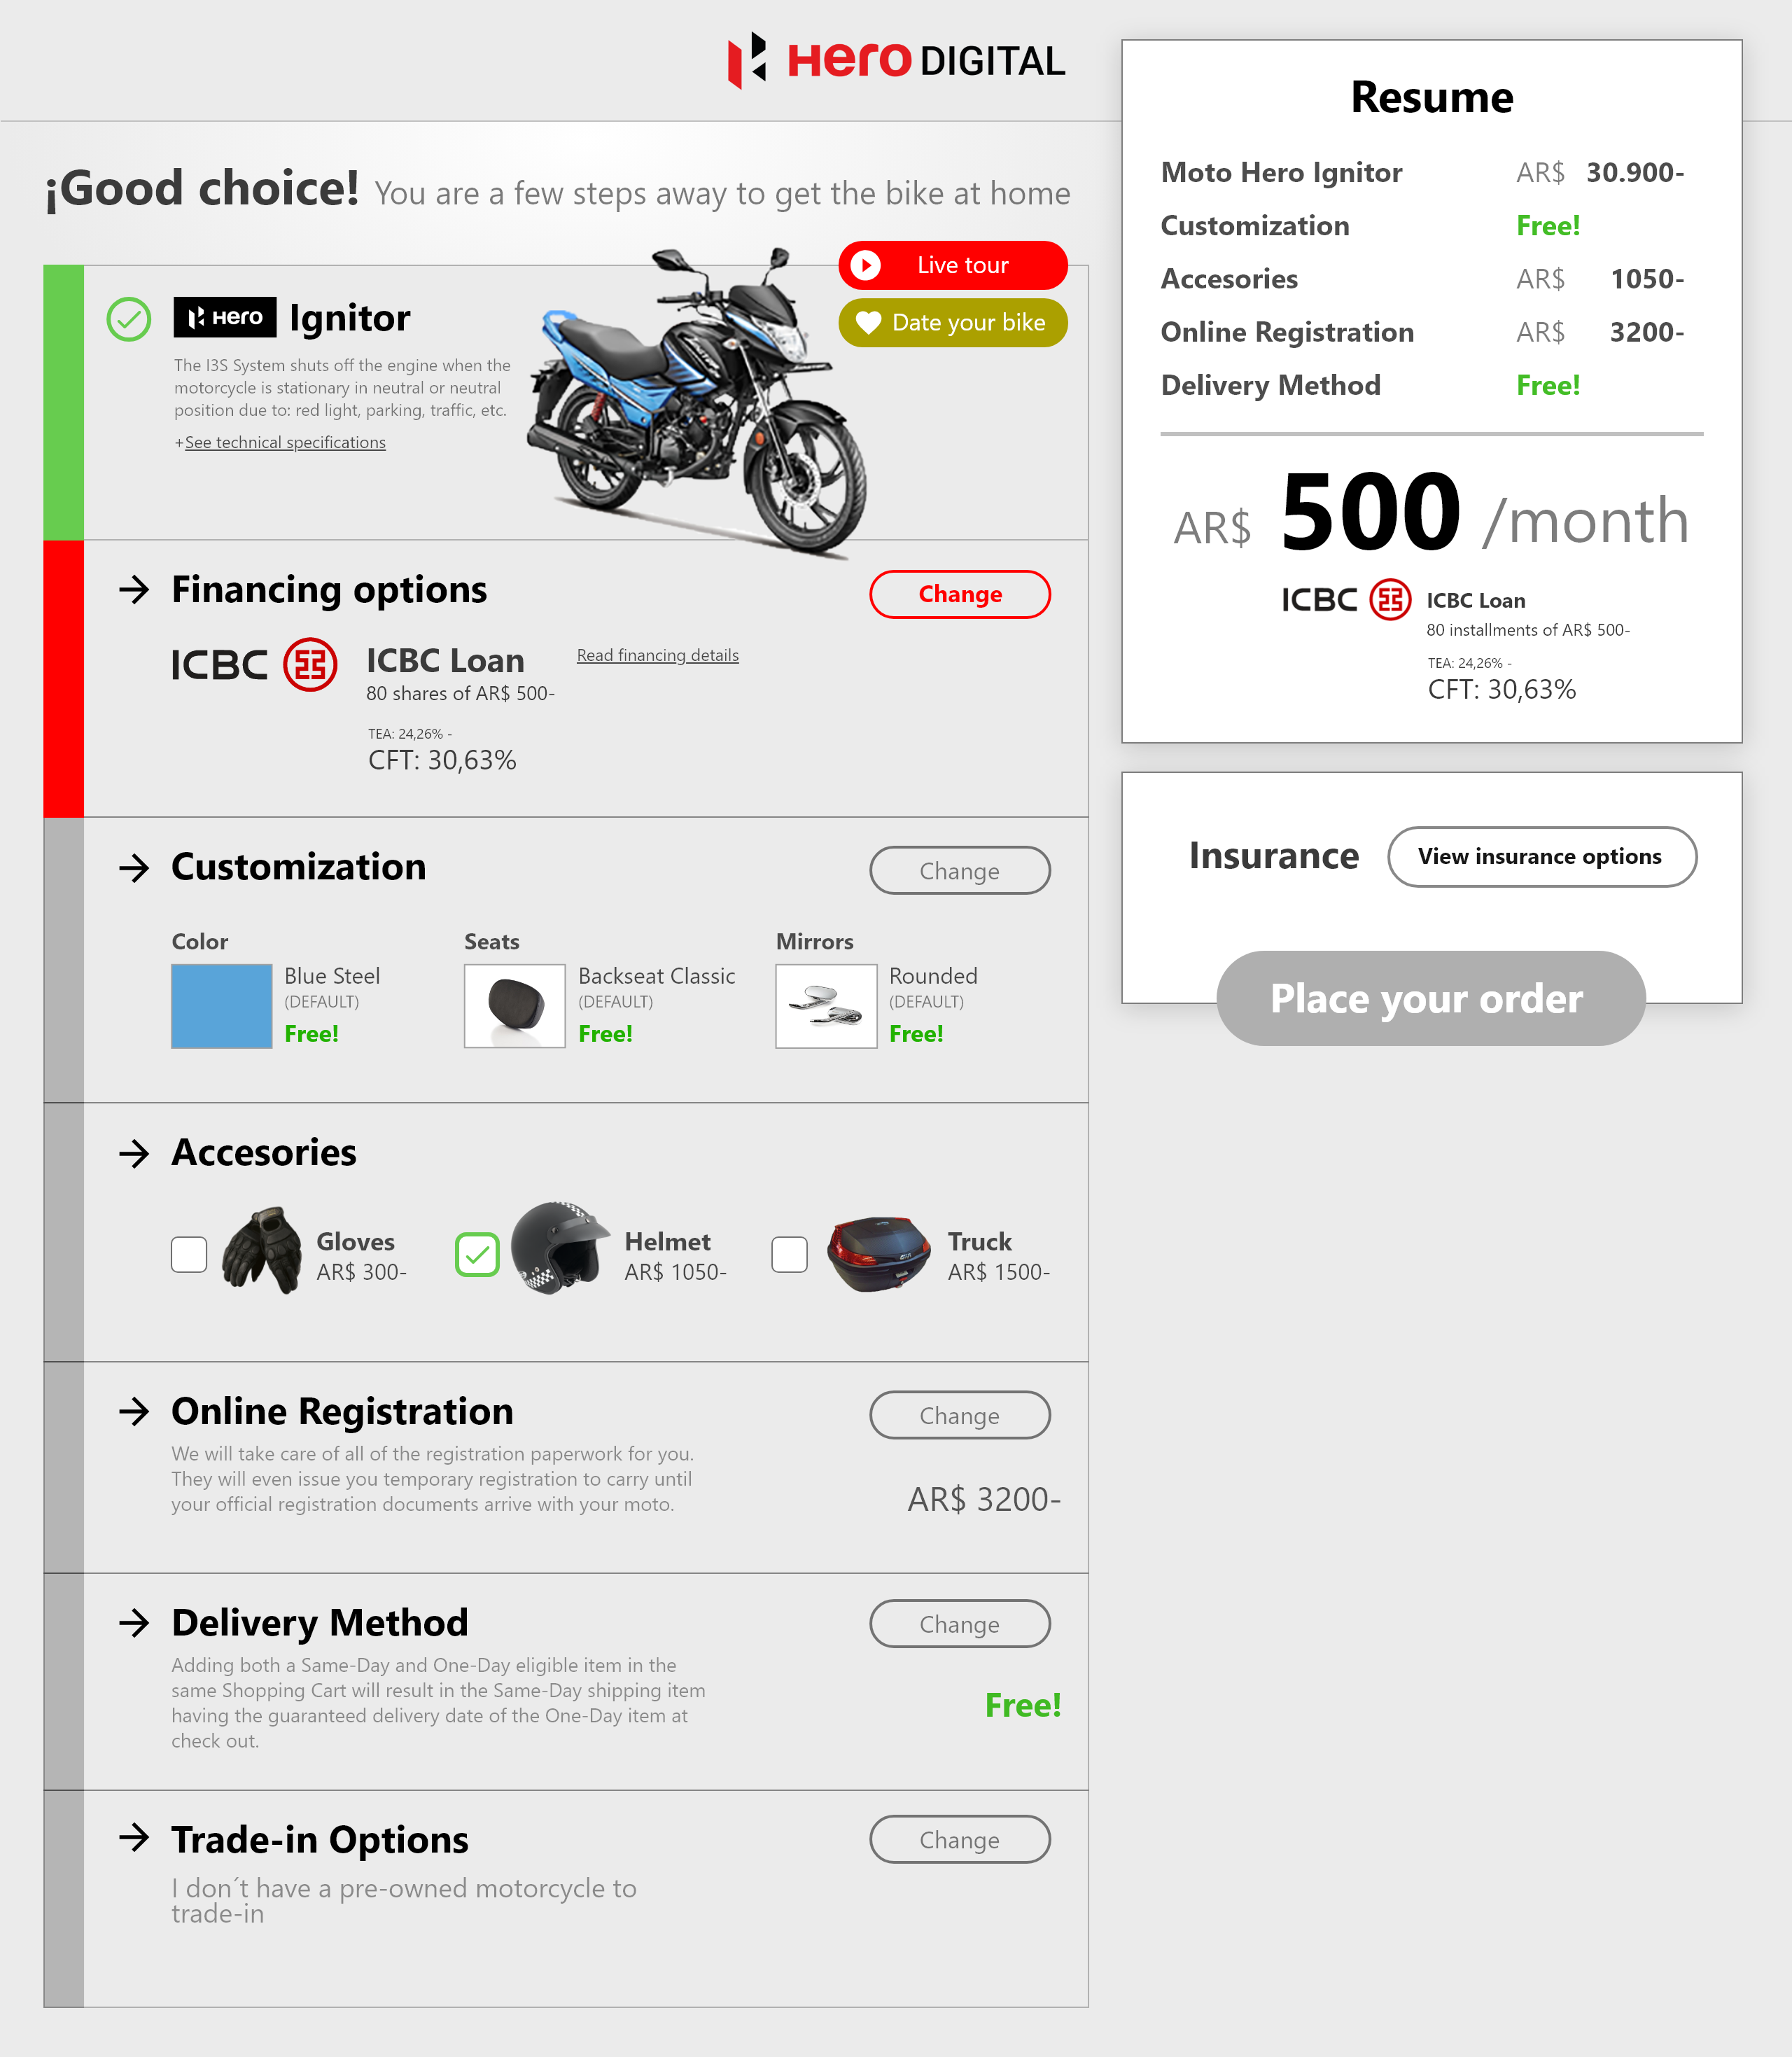 Hero DIGITAL
¡Good choice! You are a few steps away to get the bike at home
Live tour
Date your bike
Hero Ignitor
The I3S System shuts off the engine when the
motorcycle is stationary in neutral or neutral
position due to: red light, parking, traffic, etc.
+See technical specifications
Financing options
Change
ICBC
ICBC Loan
Read financing details
80 shares of AR$ 500-
TEA: 24,26% -
CFT: 30,63%
Customization
Change
Color
Blue Steel
(DEFAULT)
Free!
Seats
Backseat Classic
(DEFAULT)
Free!
Mirrors
Rounded
(DEFAULT)
Free!
Accesories
Gloves
AR$ 300-
Helmet
AR$ 1050-
Truck
AR$ 1500-
Online Registration
Change
We will take care of all of the registration paperwork for you.
They will even issue you temporary registration to carry until
your official registration documents arrive with your moto.
AR$ 3200-
Delivery Method
Change
Adding both a Same-Day and One-Day eligible item in the
same Shopping Cart will result in the Same-Day shipping item
having the guaranteed delivery date of the One-Day item at
check out.
Free!
Trade-in Options
Change
I don´t have a pre-owned motorcycle to
trade-in
Resume
Moto Hero Ignitor AR$ 30.900-
Customization Free!
Accesories AR$ 1050-
Online Registration AR$ 3200-
Delivery Method Free!
AR$ 500 /month
ICBC
ICBC Loan
80 installments of AR$ 500-
TEA: 24,26% -
CFT: 30,63%
Insurance
View insurance options
Place your order